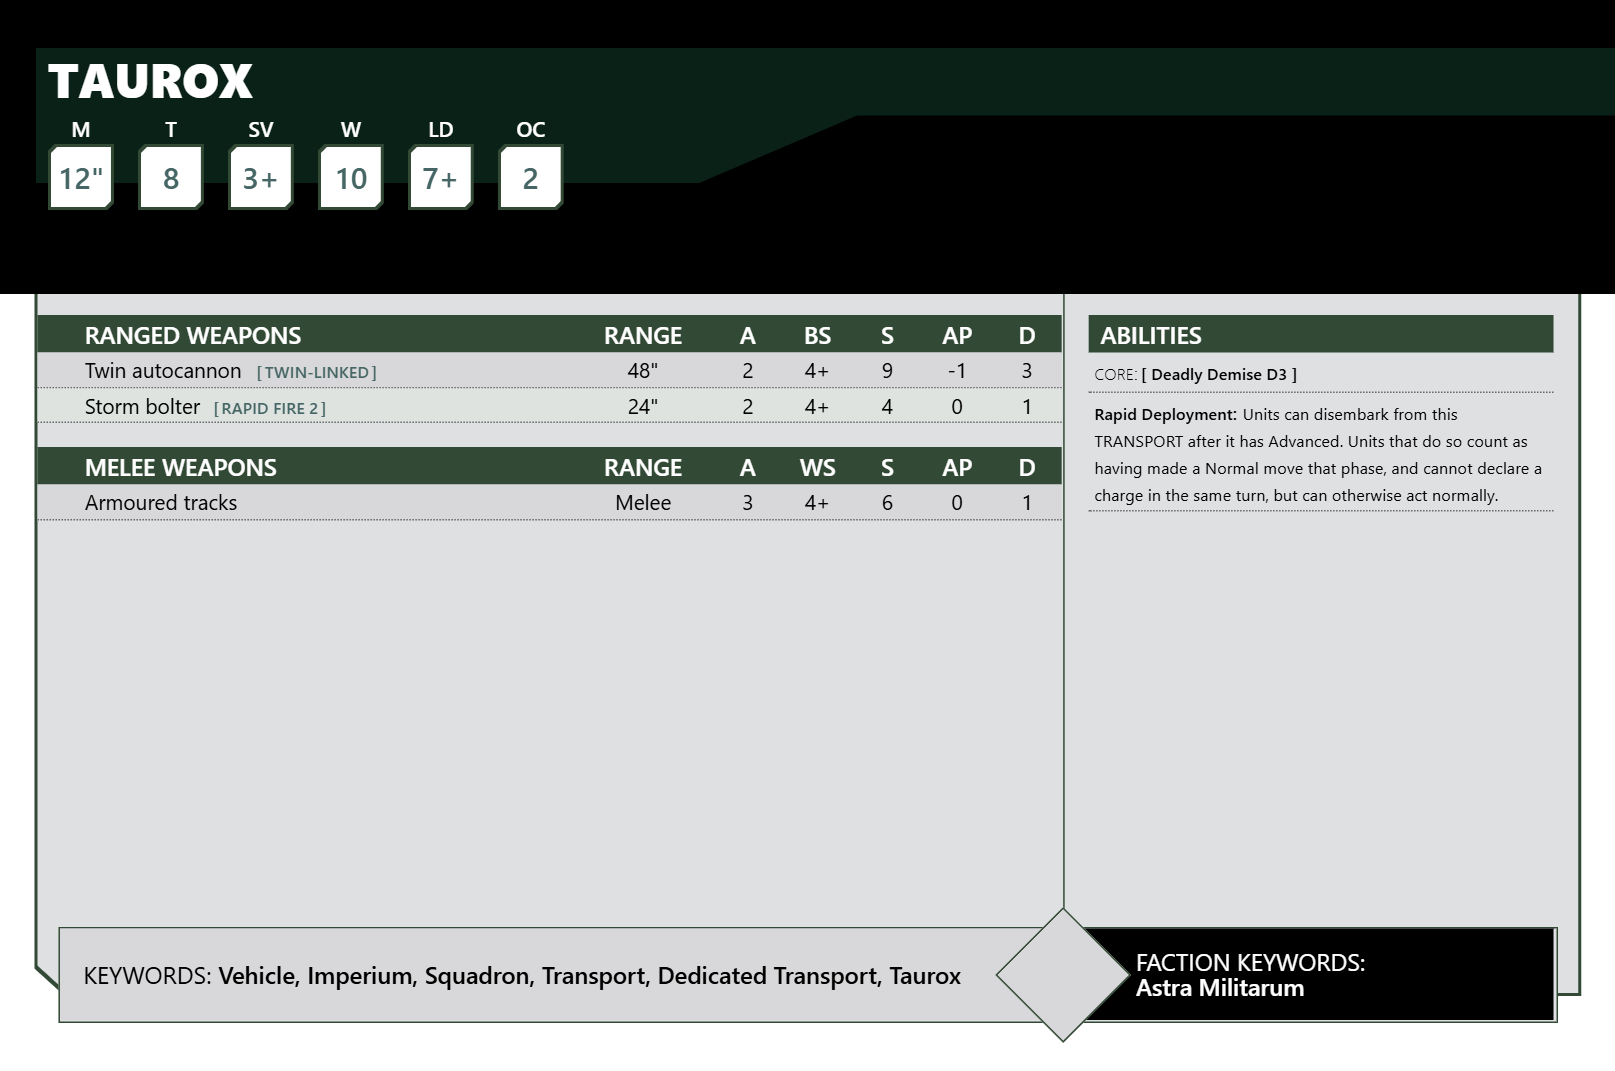 TAUROX
M T SV W LD OC
12" 8 3+ 10 7+ 2
RANGED WEAPONS RANGE A BS S AP D
Twin autocannon [TWIN-LINKED] 48" 2 4+ 9 -1 3
Storm bolter [RAPID FIRE 2] 24" 2 4+ 4 0 1
MELEE WEAPONS RANGE A WS S AP D
Armoured tracks Melee 3 4+ 6 0 1
ABILITIES
CORE: [ Deadly Demise D3 ]
Rapid Deployment: Units can disembark from this
TRANSPORT after it has Advanced. Units that do so count as
having made a Normal move that phase, and cannot declare a
charge in the same turn, but can otherwise act normally.
KEYWORDS: Vehicle, Imperium, Squadron, Transport, Dedicated Transport, Taurox
FACTION KEYWORDS:
Astra Militarum